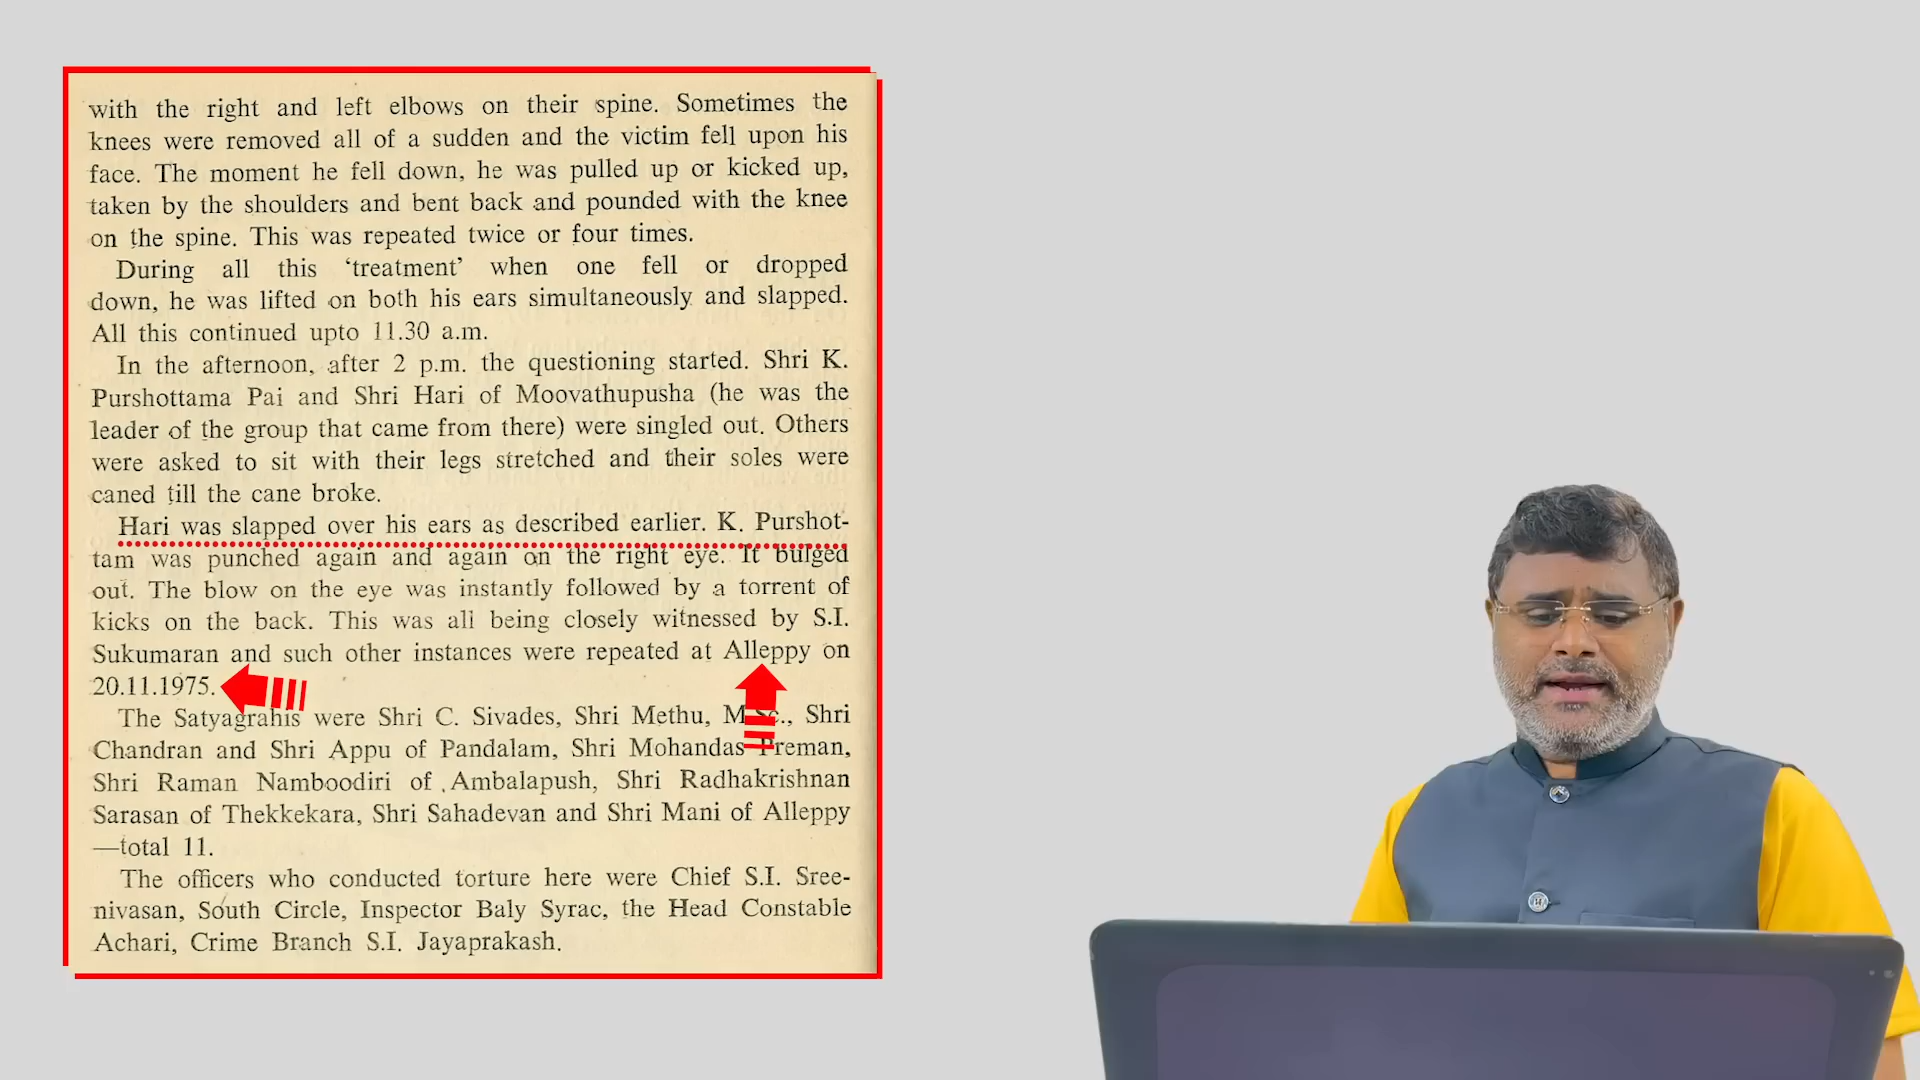 with the right and left elbows on their spine. Sometimes the
knees were removed all of a sudden and the victim fell upon his
face. The moment he fell down, he was pulled up or kicked up,
taken by the shoulders and bent back and pounded with the knee
on the spine. This was repeated twice or four times.
During all this ‘treatment’ when one fell or dropped
down, he was lifted on both his ears simultaneously and slapped.
All this continued upto 11.30 a.m.
In the afternoon, after 2 p.m. the questioning started. Shri K.
Purshottama Pai and Shri Hari of Moovathupusha (he was the
leader of the group that came from there) were singled out. Others
were asked to sit with their legs stretched and their soles were
caned till the cane broke.
Hari was slapped over his ears as described earlier. K. Purshot-
tam was punched again and again on the right eye. It bulged
out. The blow on the eye was instantly followed by a torrent of
kicks on the back. This was all being closely witnessed by S.I.
Sukumaran and such other instances were repeated at Alleppy on
20.11.1975.
The Satyagrahis were Shri C. Sivades, Shri Methu, M.Sc., Shri
Chandran and Shri Appu of Pandalam, Shri Mohandas Preman,
Shri Raman Namboodiri of Ambalapush, Shri Radhakrishnan
Sarasan of Thekkekara, Shri Sahadevan and Shri Mani of Alleppy
—total 11.
The officers who conducted torture here were Chief S.I. Sree-
nivasan, South Circle, Inspector Baly Syrac, the Head Constable
Achari, Crime Branch S.I. Jayaprakash.